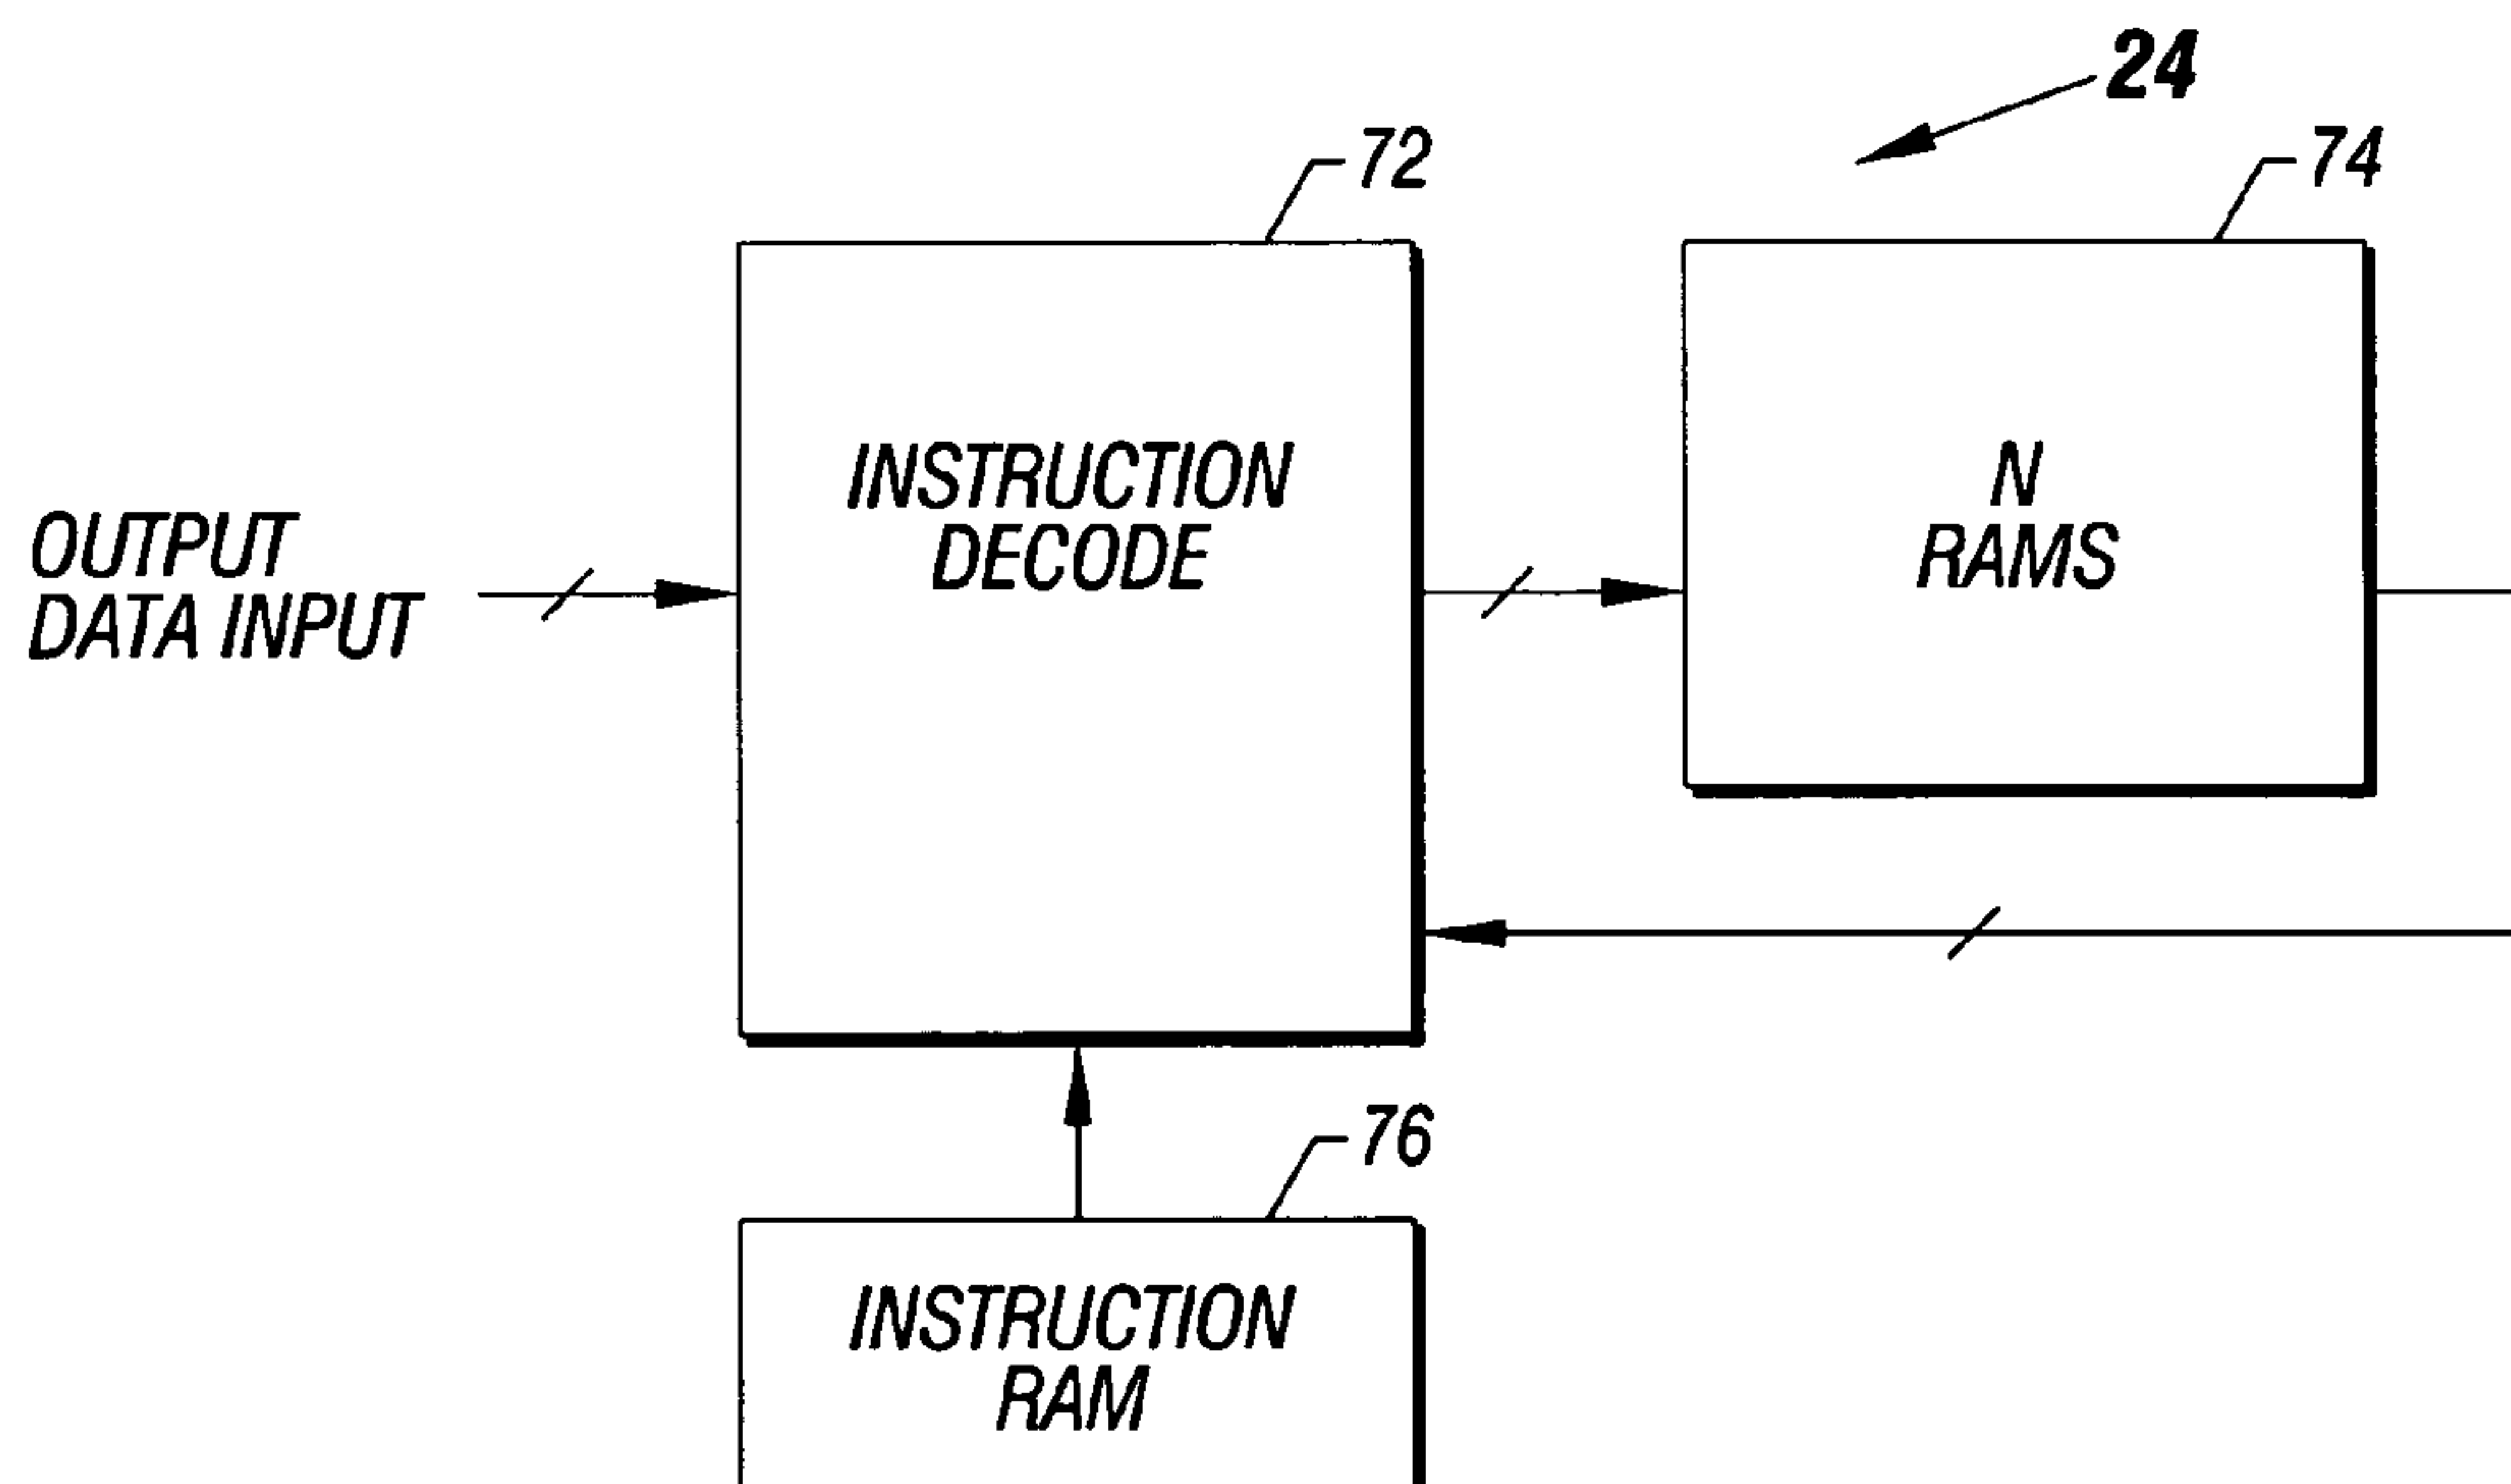 24
72
74
INSTRUCTION
DECODE
N
RAMS
OUTPUT
DATA INPUT
76
INSTRUCTION
RAM